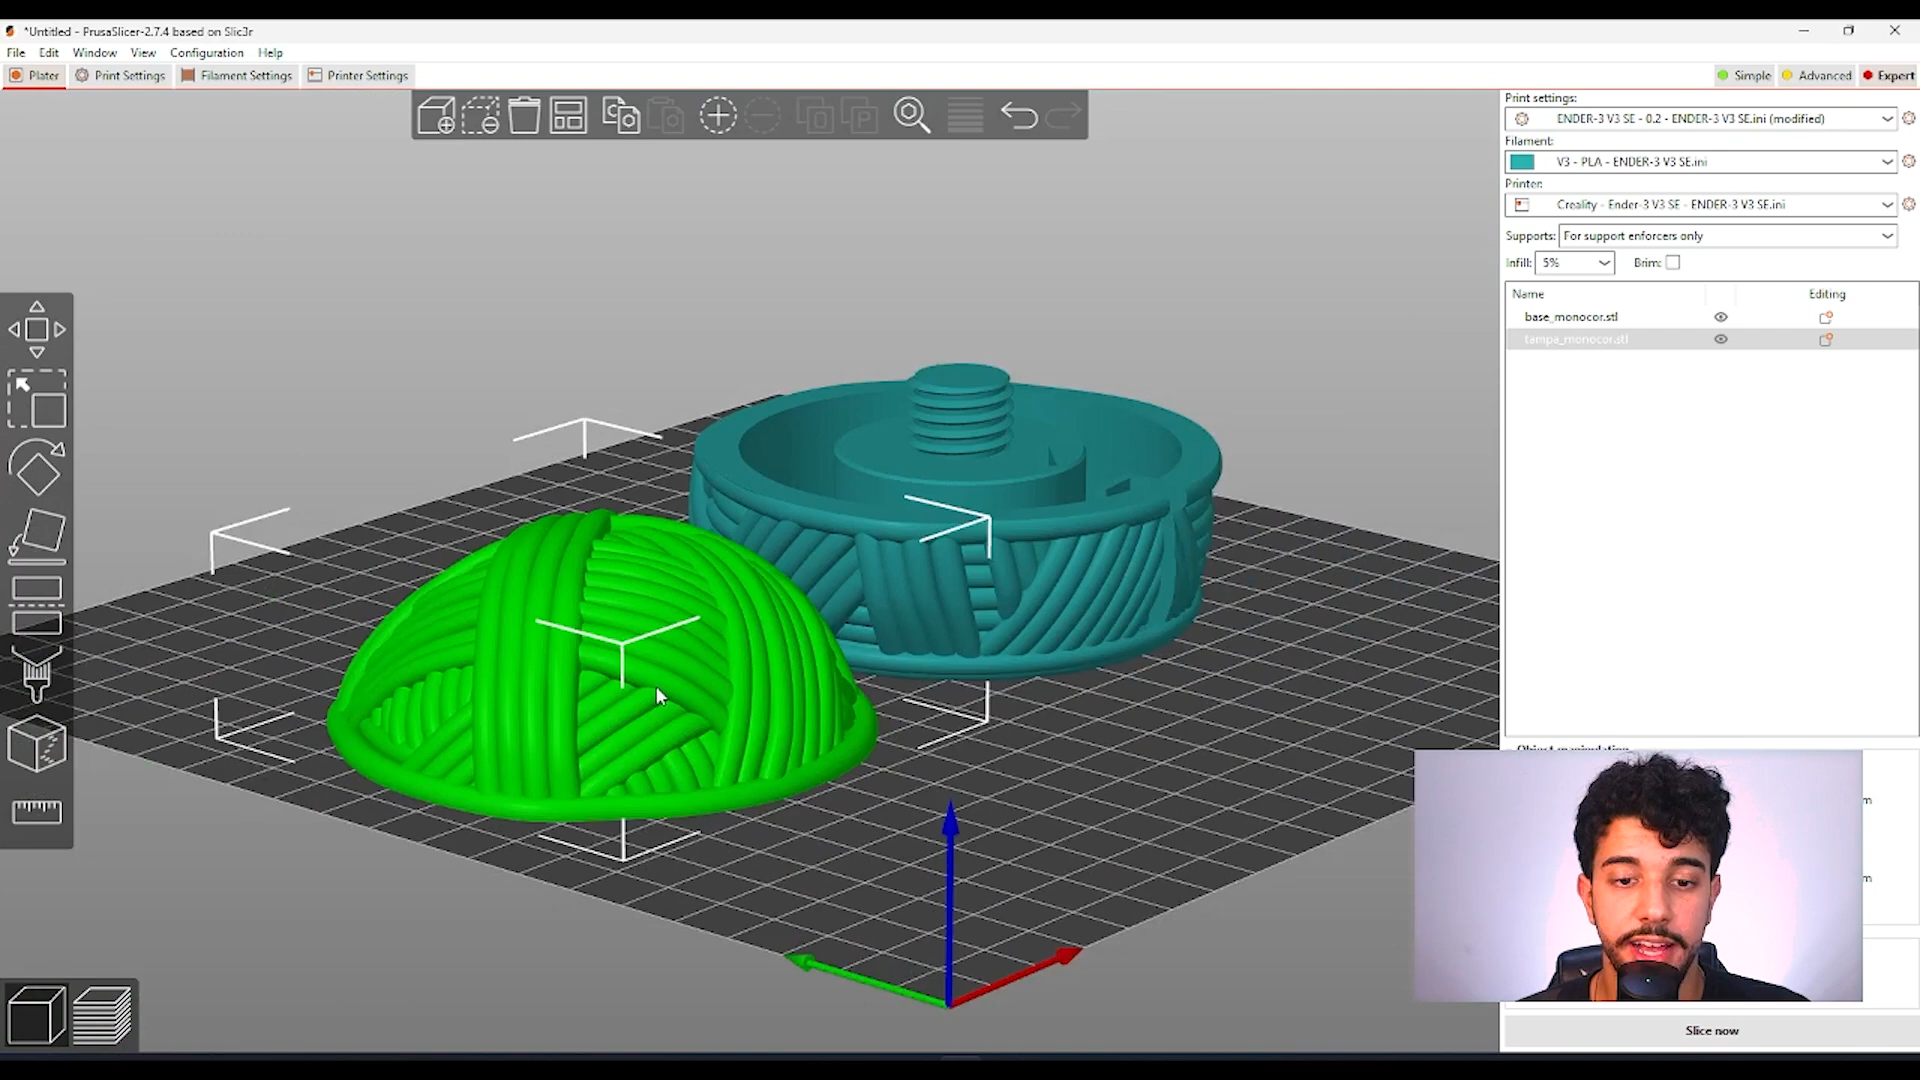 *Untitled - PrusaSlicer-2.7.4 based on Slic3r
File Edit Window View Configuration Help
Plater Print Settings Filament Settings Printer Settings
Simple Advanced Expert
Print settings:
ENDER-3 V3 SE - 0.2 - ENDER-3 V3 SE.ini (modified)
Filament:
V3 - PLA - ENDER-3 V3 SE.ini
Printer:
Creality - Ender-3 V3 SE - ENDER-3 V3 SE.ini
Supports: For support enforcers only
Infill: 5% Brim:
Name Editing
base_monocor.stl
tampa_monocor.stl
Slice now